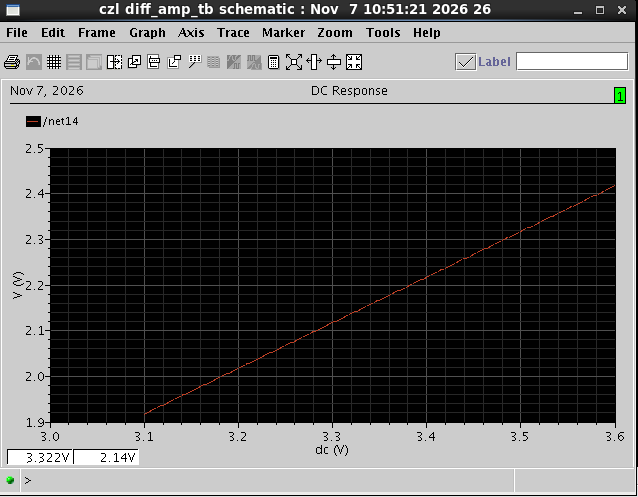 czl diff_amp_tb schematic : Nov  7 10:51:21 2026 26
File Edit Frame Graph Axis Trace Marker Zoom Tools Help
Label
Nov 7, 2026 DC Response 1
/net14
2.5
2.4
2.3
2.2
2.1
2.0
1.9
V (V)
3.0 3.1 3.2 3.3 3.4 3.5 3.6
dc (V)
3.322V 2.14V
>